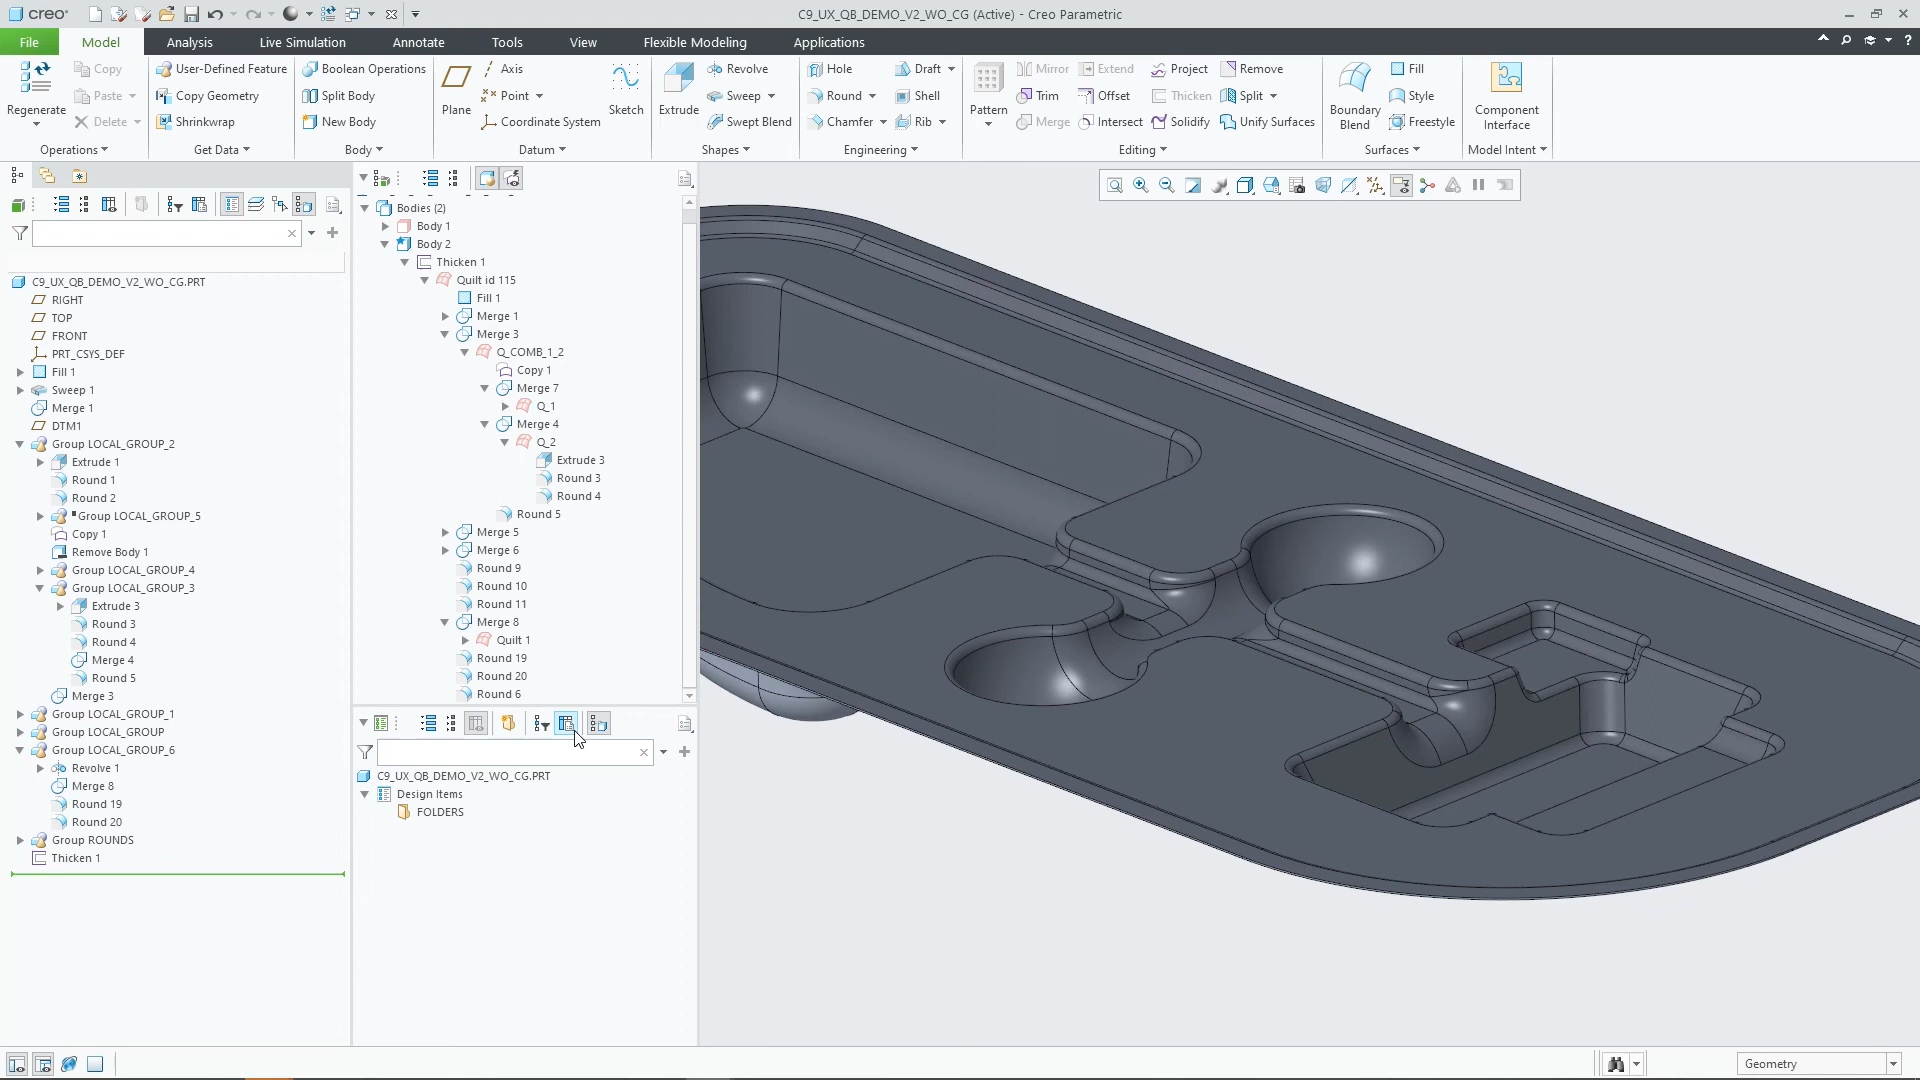 creo
C9_UX_QB_DEMO_V2_WO_CG (Active) - Creo Parametric
File
Model
Analysis
Live Simulation
Annotate
Tools
View
Flexible Modeling
Applications
Regenerate
Copy
Paste
Delete
Operations
User-Defined Feature
Copy Geometry
Shrinkwrap
Get Data
Boolean Operations
Split Body
New Body
Body
Plane
Axis
Point
Coordinate System
Sketch
Datum
Extrude
Revolve
Sweep
Swept Blend
Shapes
Hole
Round
Chamfer
Draft
Shell
Rib
Engineering
Pattern
Mirror
Trim
Merge
Extend
Offset
Intersect
Project
Thicken
Solidify
Remove
Split
Unify Surfaces
Editing
Boundary
Blend
Fill
Style
Freestyle
Surfaces
Component
Interface
Model Intent
C9_UX_QB_DEMO_V2_WO_CG.PRT
RIGHT
TOP
FRONT
PRT_CSYS_DEF
Fill 1
Sweep 1
Merge 1
DTM1
Group LOCAL_GROUP_2
Extrude 1
Round 1
Round 2
Group LOCAL_GROUP_5
Copy 1
Remove Body 1
Group LOCAL_GROUP_4
Group LOCAL_GROUP_3
Extrude 3
Round 3
Round 4
Merge 4
Round 5
Merge 3
Group LOCAL_GROUP_1
Group LOCAL_GROUP
Group LOCAL_GROUP_6
Revolve 1
Merge 8
Round 19
Round 20
Group ROUNDS
Thicken 1
Bodies (2)
Body 1
Body 2
Thicken 1
Quilt id 115
Fill 1
Merge 1
Merge 3
Q_COMB_1_2
Copy 1
Merge 7
Q_1
Merge 4
Q_2
Extrude 3
Round 3
Round 4
Round 5
Merge 5
Merge 6
Round 9
Round 10
Round 11
Merge 8
Quilt 1
Round 19
Round 20
Round 6
C9_UX_QB_DEMO_V2_WO_CG.PRT
Design Items
FOLDERS
Geometry